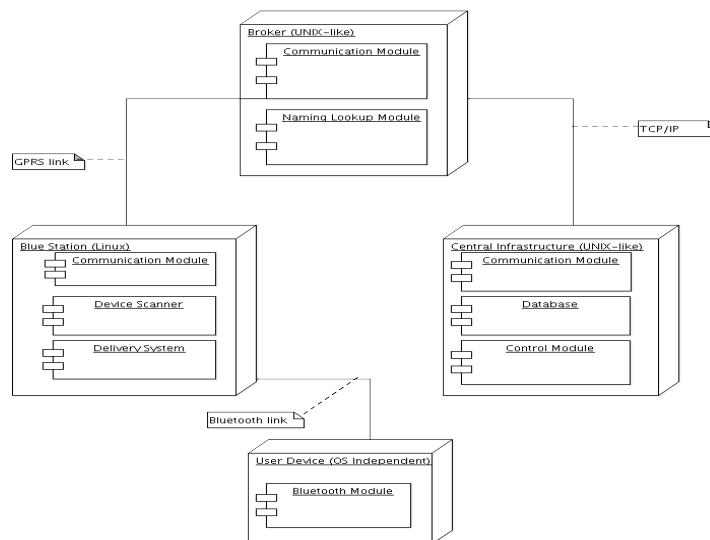 Broker (UNIX-like)
Communication Module
Naming Lookup Module
TCP/IP
GPRS link
Blue Station (Linux)
Communication Module
Device Scanner
Delivery System
Central Infrastructure (UNIX-like)
Communication Module
Database
Control Module
Bluetooth link
User Device (OS Independent)
Bluetooth Module